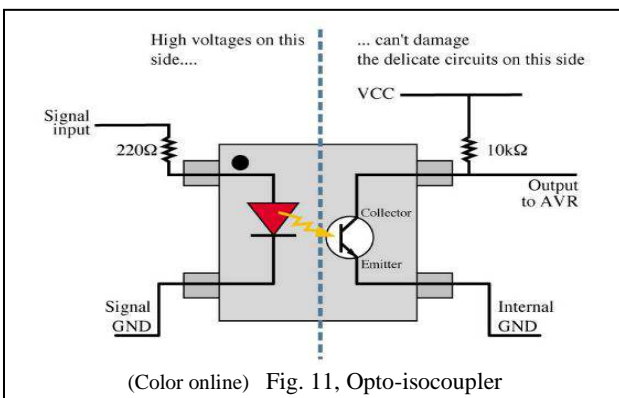 High voltages on this
side....
... can't damage
the delicate circuits on this side
VCC
Signal
input
220Ω
10kΩ
Output
to AVR
Collector
Emitter
Signal
GND
Internal
GND
(Color online) Fig. 11, Opto-isocoupler